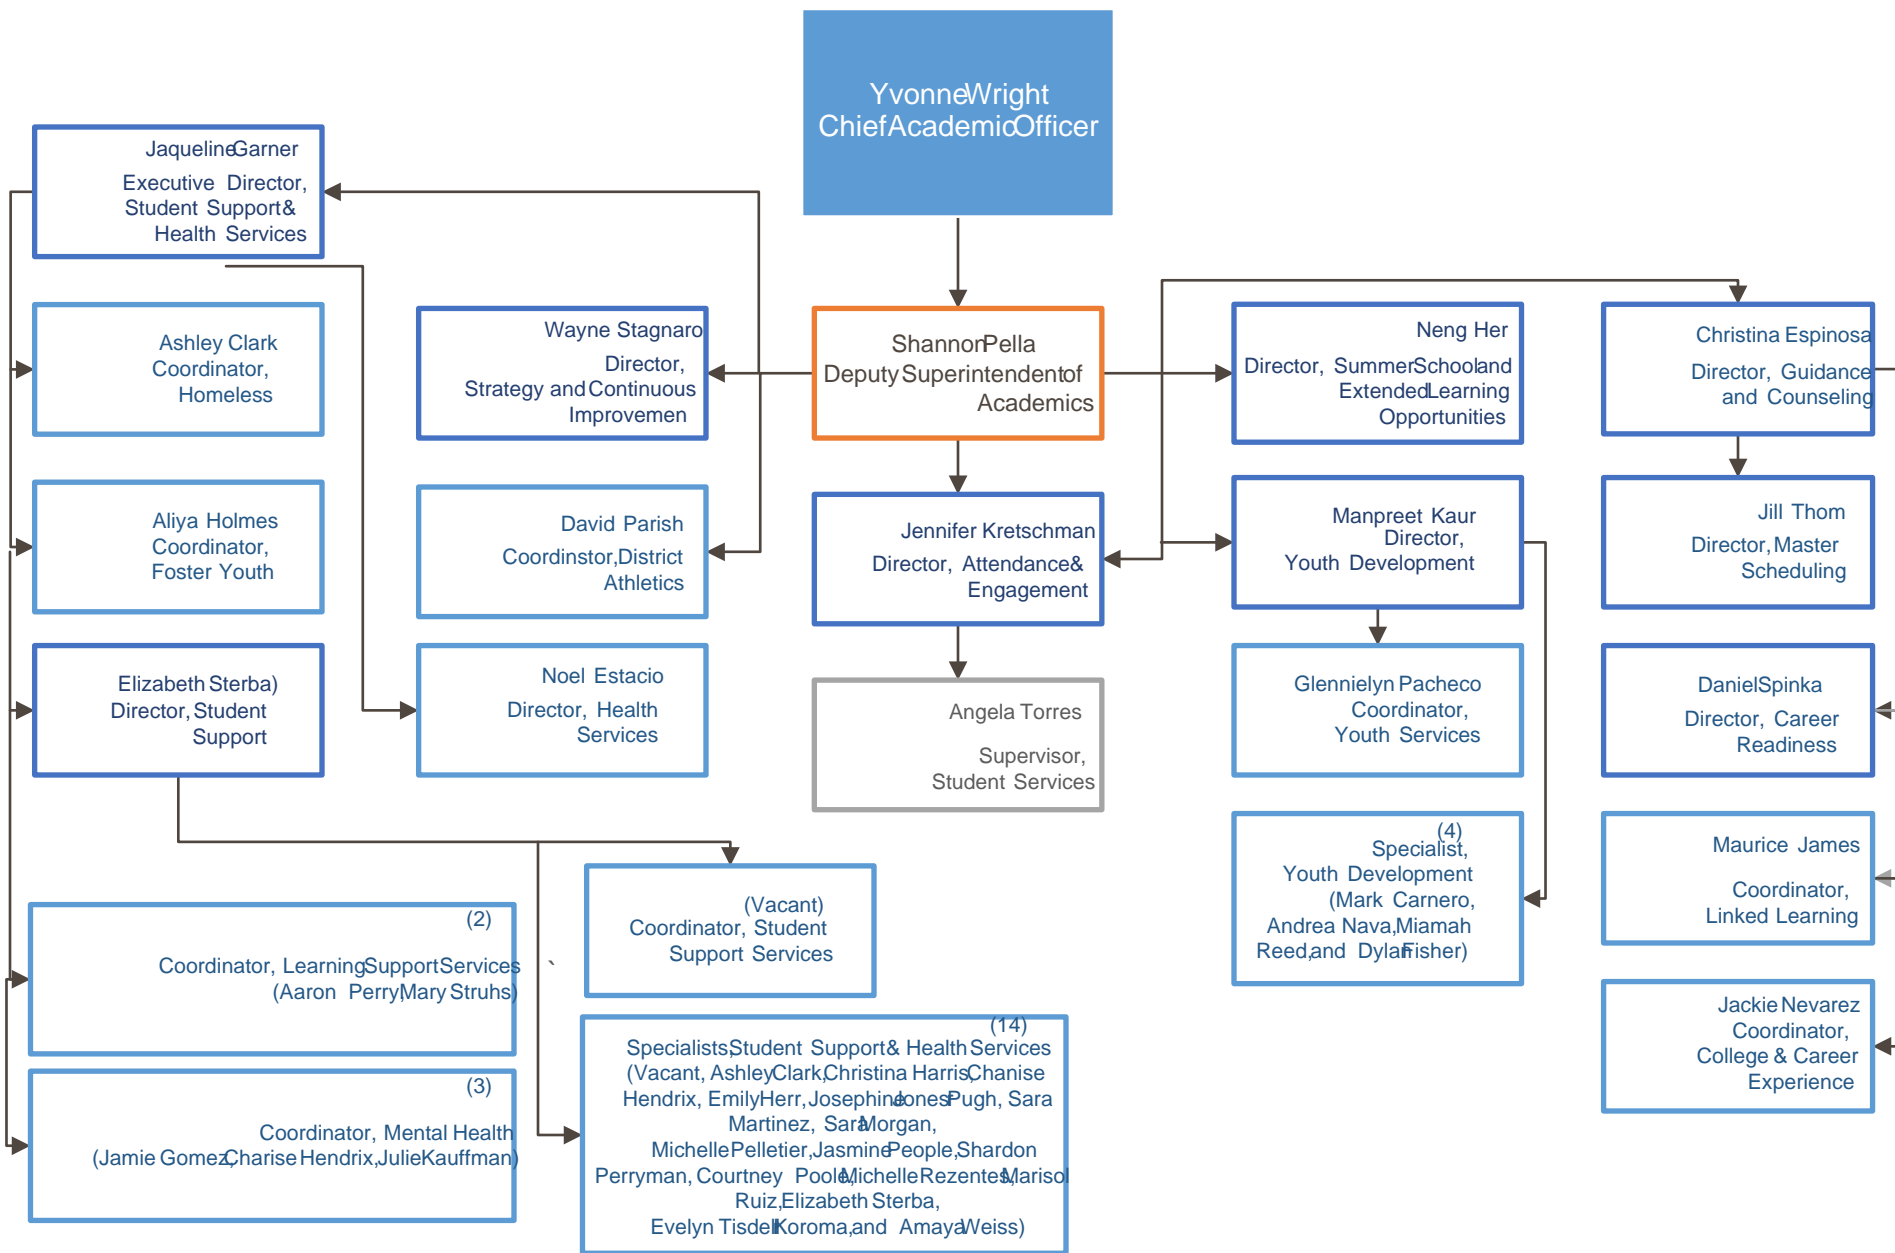 Yvonne Wright
Chief Academic Officer
Jaqueline Garner
Executive Director,
Student Support &
Health Services
Ashley Clark
Coordinator,
Homeless
Aliya Holmes
Coordinator,
Foster Youth
Elizabeth Sterba)
Director, Student
Support
Wayne Stagnaro
Director,
Strategy and Continuous
Improvemen
David Parish
Coordinstor, District
Athletics
Noel Estacio
Director, Health
Services
Shannon Pella
Deputy Superintendent of
Academics
Jennifer Kretschman
Director, Attendance &
Engagement
Angela Torres
Supervisor,
Student Services
Neng Her
Director, Summer School and
Extended Learning
Opportunities
Manpreet Kaur
Director,
Youth Development
Glennielyn Pacheco
Coordinator,
Youth Services
(4)
Specialist,
Youth Development
(Mark Carnero,
Andrea Nava, Miamah
Reed, and Dylan Fisher)
Christina Espinosa
Director, Guidance
and Counseling
Jill Thom
Director, Master
Scheduling
Daniel Spinka
Director, Career
Readiness
Maurice James
Coordinator,
Linked Learning
Jackie Nevarez
Coordinator,
College & Career
Experience
(2)
Coordinator, Learning Support Services `
(Aaron Perry, Mary Struhs)
(3)
Coordinator, Mental Health
(Jamie Gomez, Charise Hendrix, Julie Kauffman)
(Vacant)
Coordinator, Student
Support Services
(14)
Specialists, Student Support & Health Services
(Vacant, Ashley Clark, Christina Harris, Chanise
Hendrix, Emily Herr, Josephine Jones-Pugh, Sara
Martinez, Sara Morgan,
Michelle Pelletier, Jasmine People, Shardon
Perryman, Courtney Poole, Michelle Rezentes, Marisol
Ruiz, Elizabeth Sterba,
Evelyn Tisdell-Koroma, and Amaya Weiss)